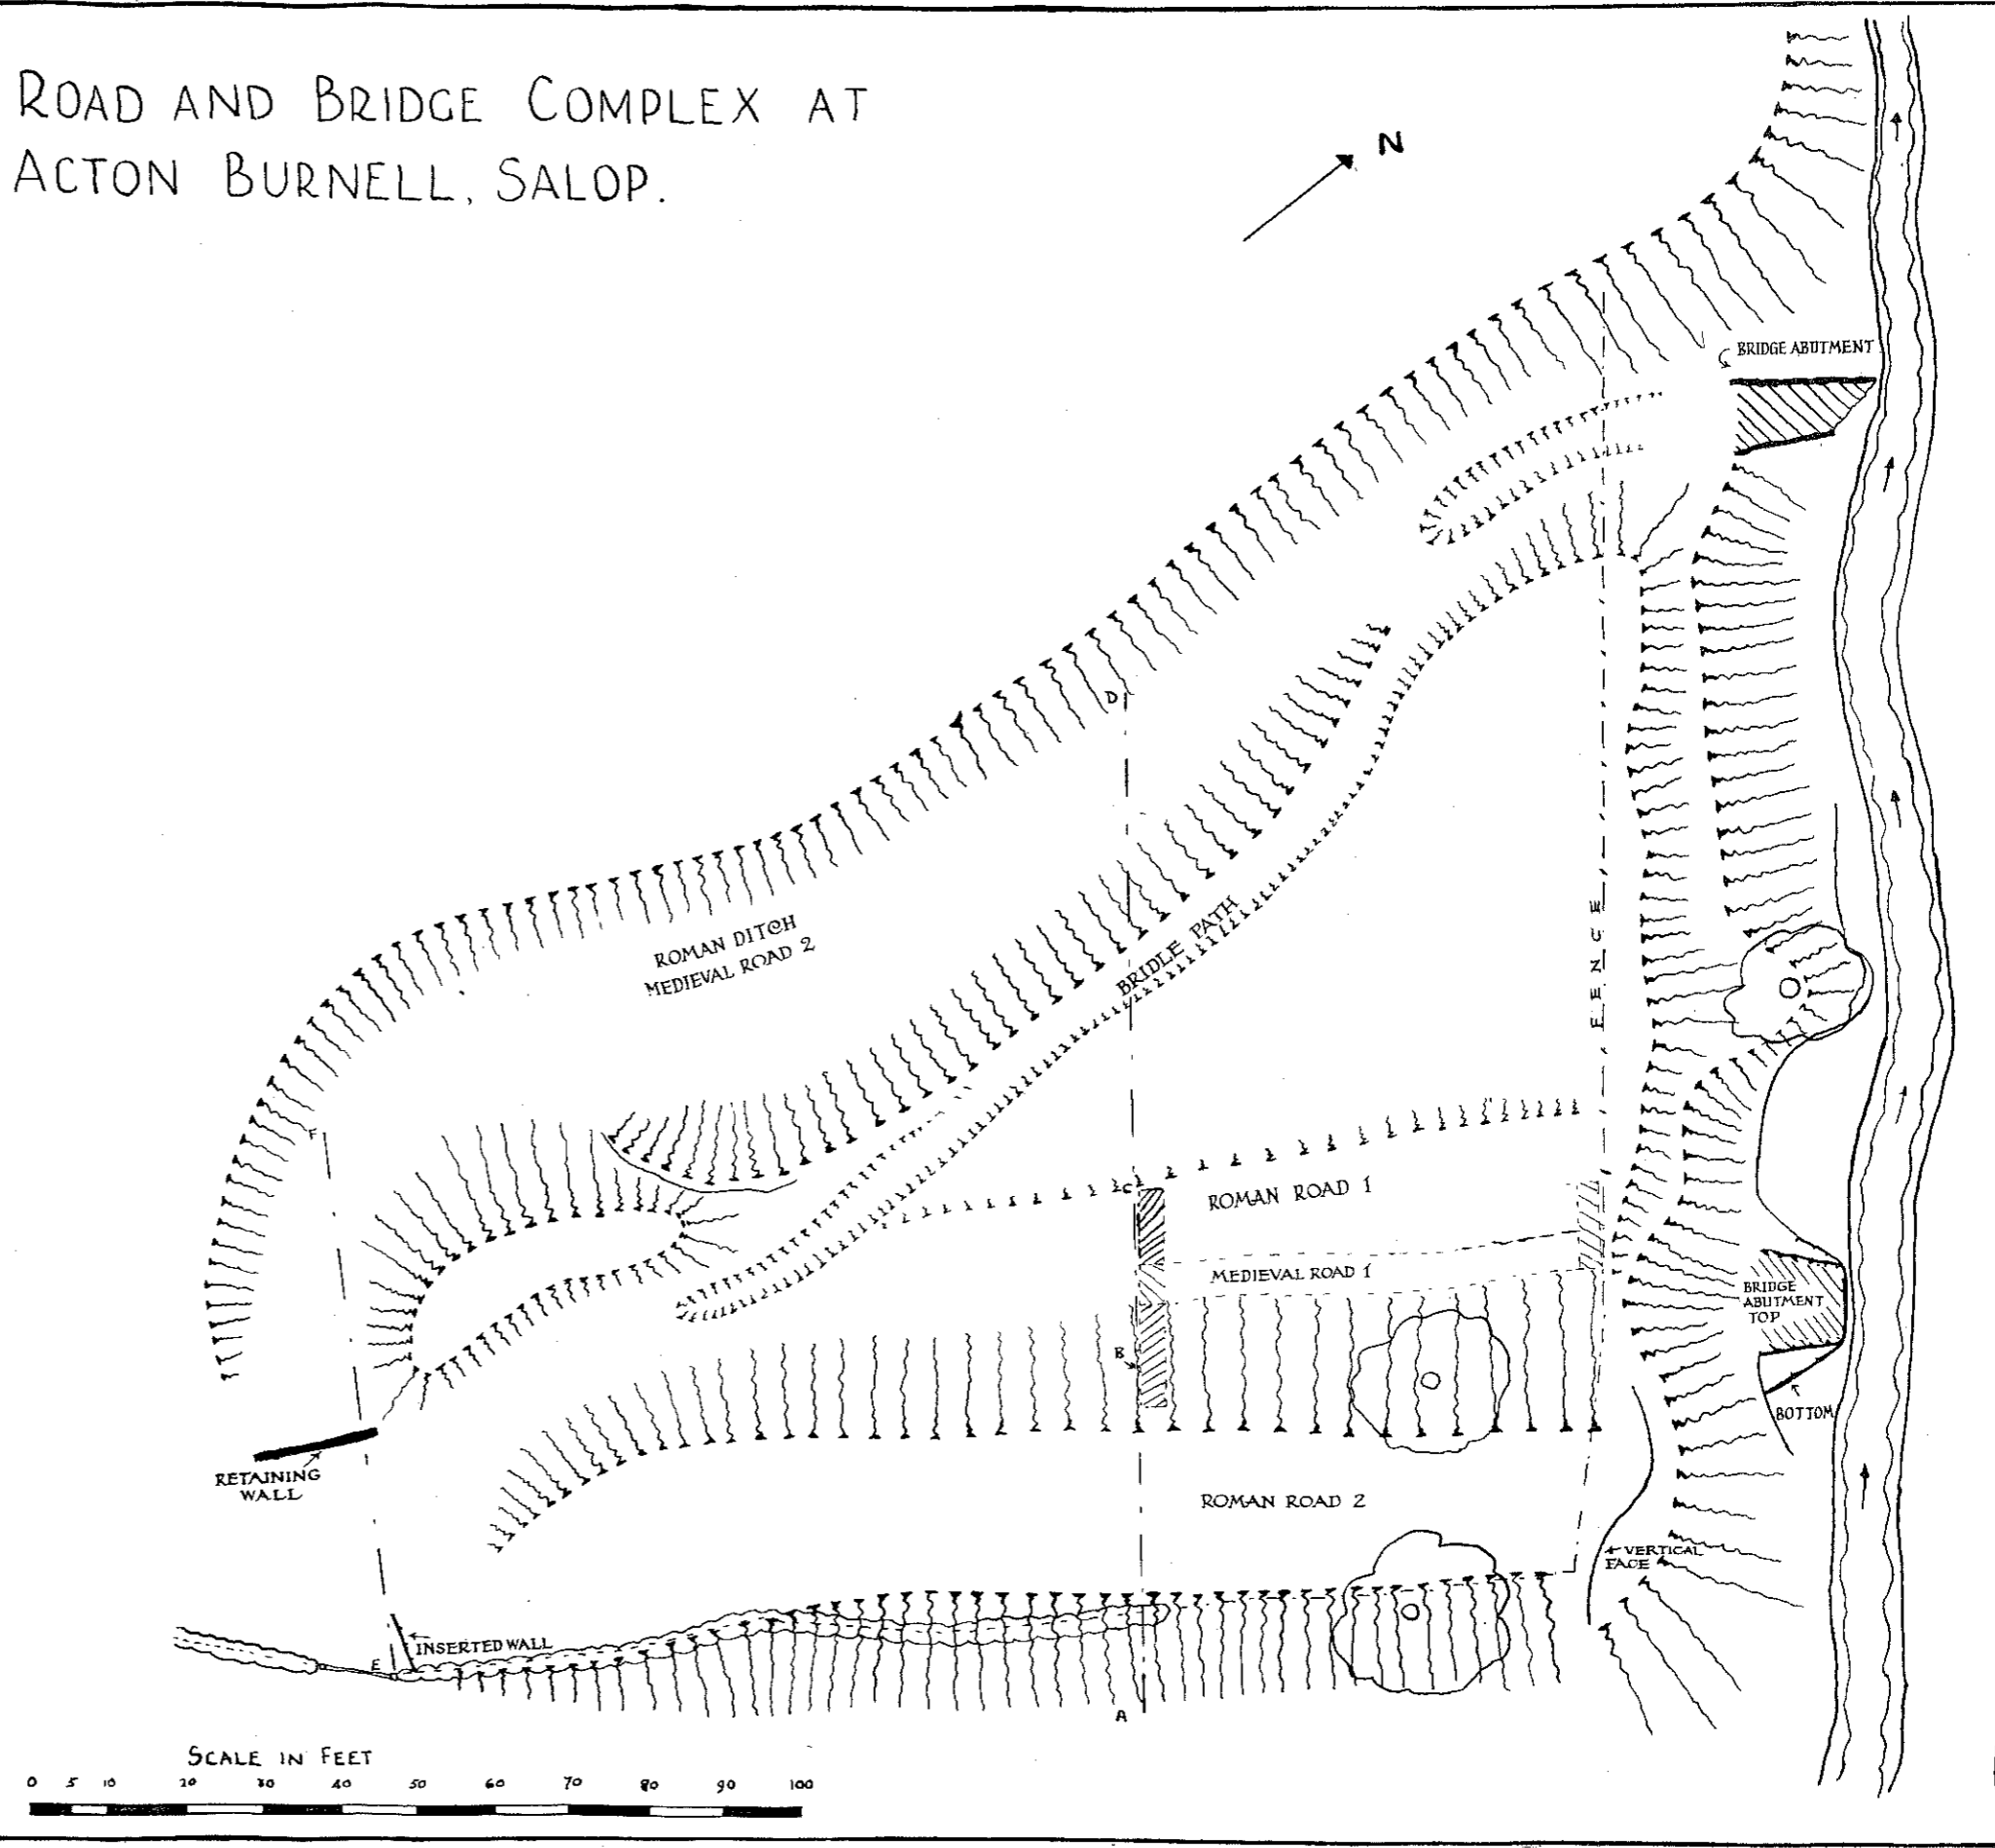 ROAD AND BRIDGE COMPLEX AT
ACTON BURNELL, SALOP.
N
BRIDGE ABUTMENT
D
ROMAN DITCH
MEDIEVAL ROAD 2
BRIDLE PATH
FENCE
F
C
ROMAN ROAD 1
MEDIEVAL ROAD 1
BRIDGE
ABUTMENT
TOP
B
BOTTOM
RETAINING
WALL
ROMAN ROAD 2
VERTICAL
FACE
INSERTED WALL
E
A
SCALE IN FEET
0 5 10 20 30 40 50 60 70 80 90 100